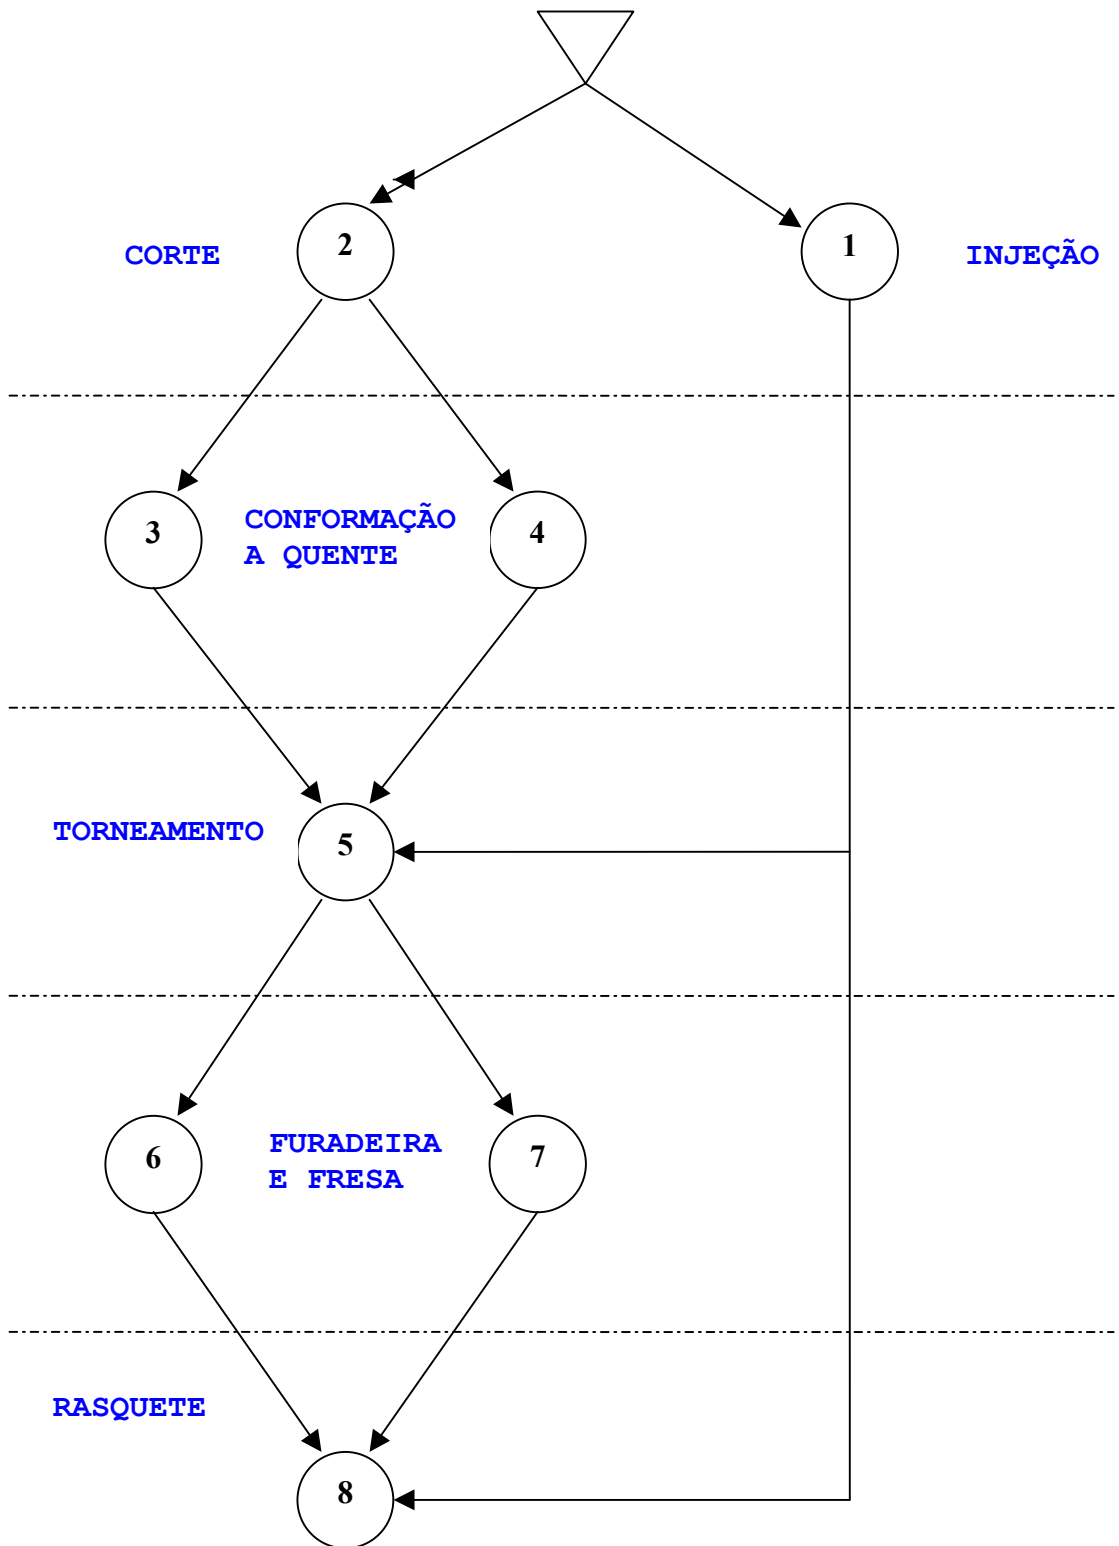 CORTE
2
1
INJEÇÃO
3
CONFORMAÇÃO
A QUENTE
4
TORNEAMENTO
5
6
FURADEIRA
E FRESA
7
RASQUETE
8